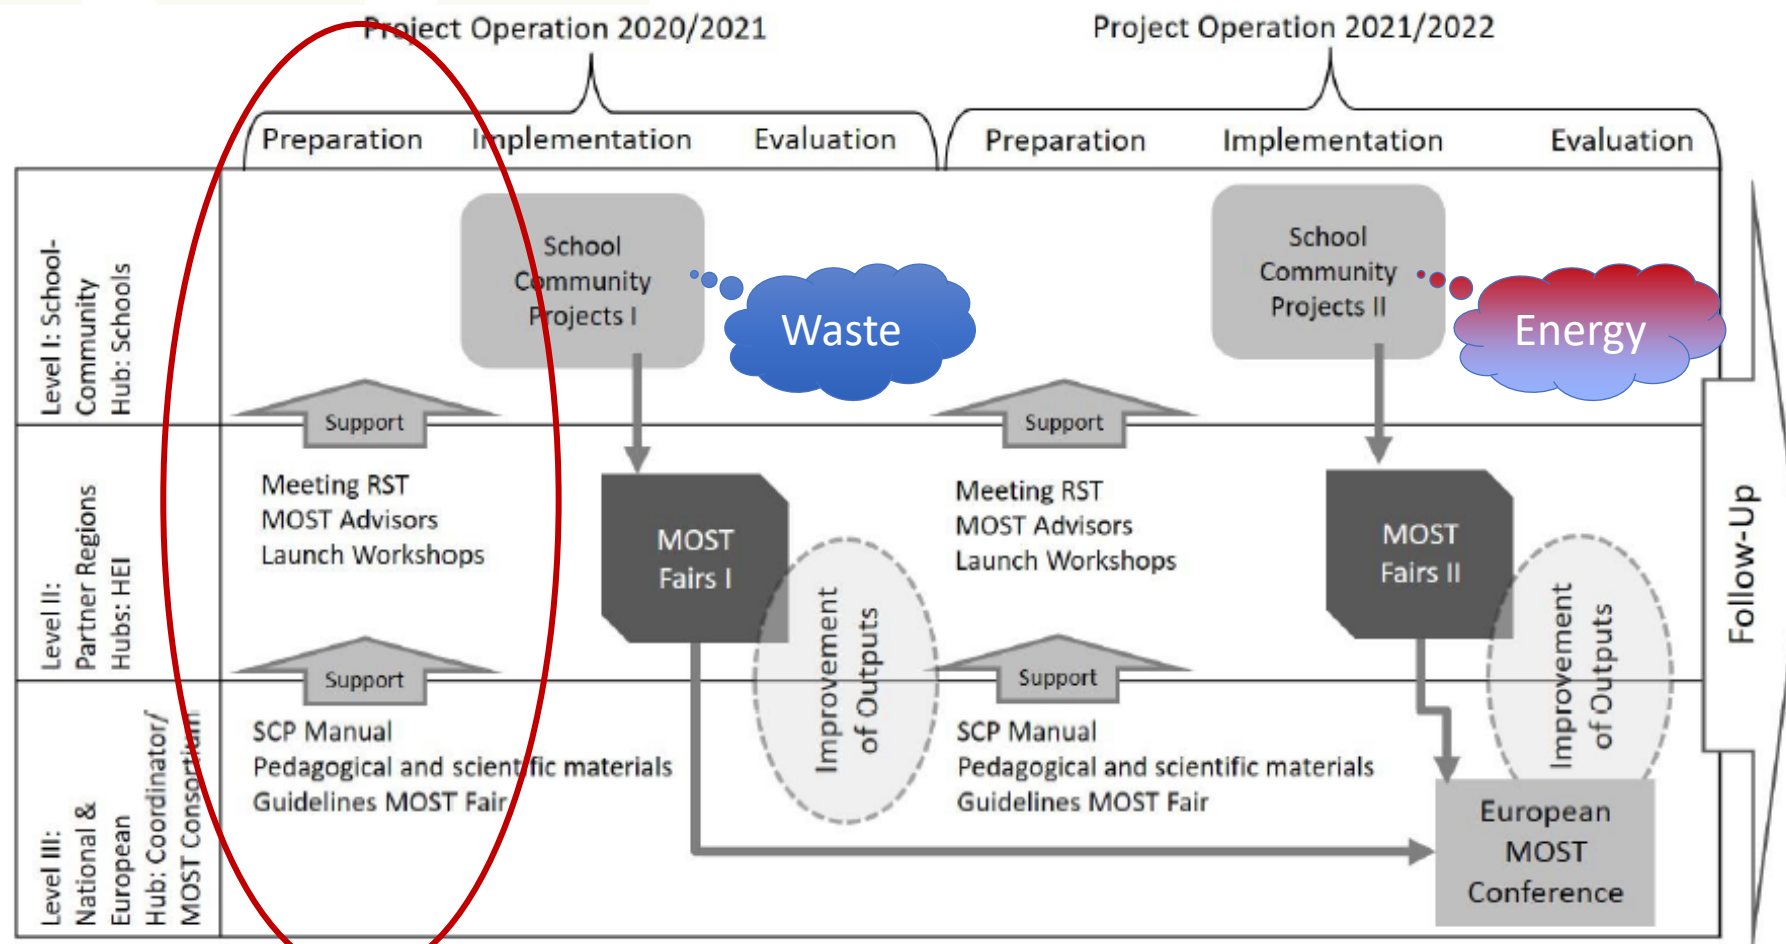 Project Operation 2020/2021
Project Operation 2021/2022
Preparation
Implementation
Evaluation
Preparation
Implementation
Evaluation
Level I: School-
Community
Hub: Schools
School
Community
Projects I
Waste
School
Community
Projects II
Energy
Support
Support
Level II:
Partner Regions
Hubs: HEI
Meeting RST
MOST Advisors
Launch Workshops
MOST
Fairs I
Meeting RST
MOST Advisors
Launch Workshops
MOST
Fairs II
Improvement
of Outputs
Improvement
of Outputs
Support
Support
Level III:
National &
European
Hub: Coordinator/
MOST Consortium
SCP Manual
Pedagogical and scientific materials
Guidelines MOST Fair
SCP Manual
Pedagogical and scientific materials
Guidelines MOST Fair
European
MOST
Conference
Follow-Up